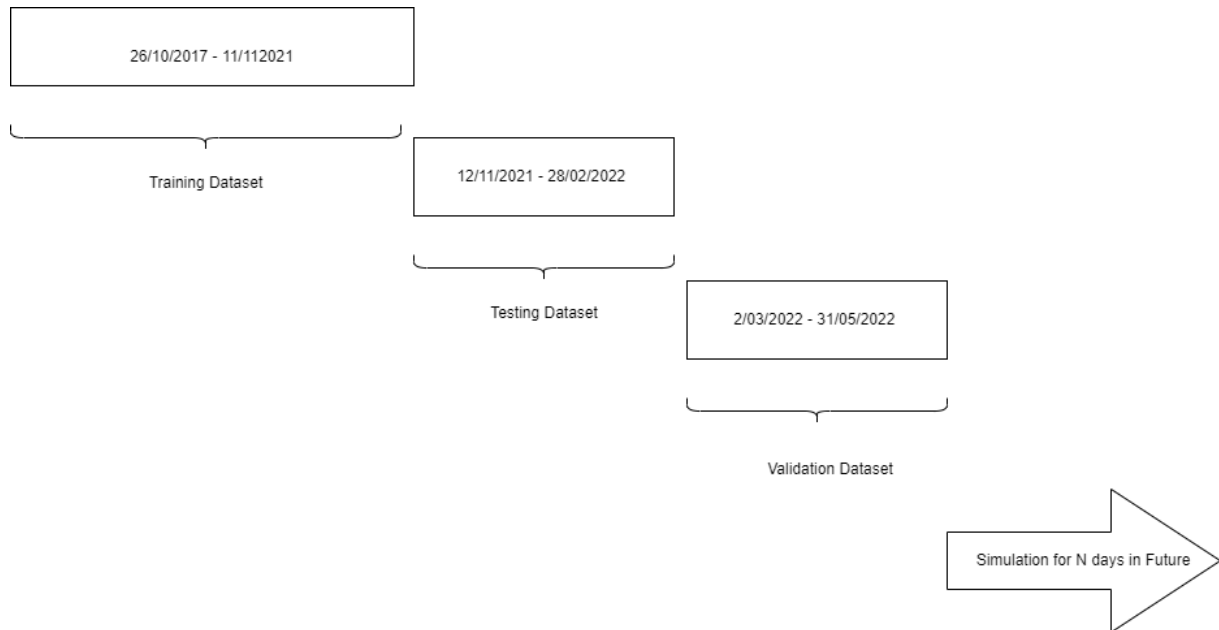 26/10/2017 - 11/112021
Training Dataset
12/11/2021 - 28/02/2022
Testing Dataset
2/03/2022 - 31/05/2022
Validation Dataset
Simulation for N days in Future